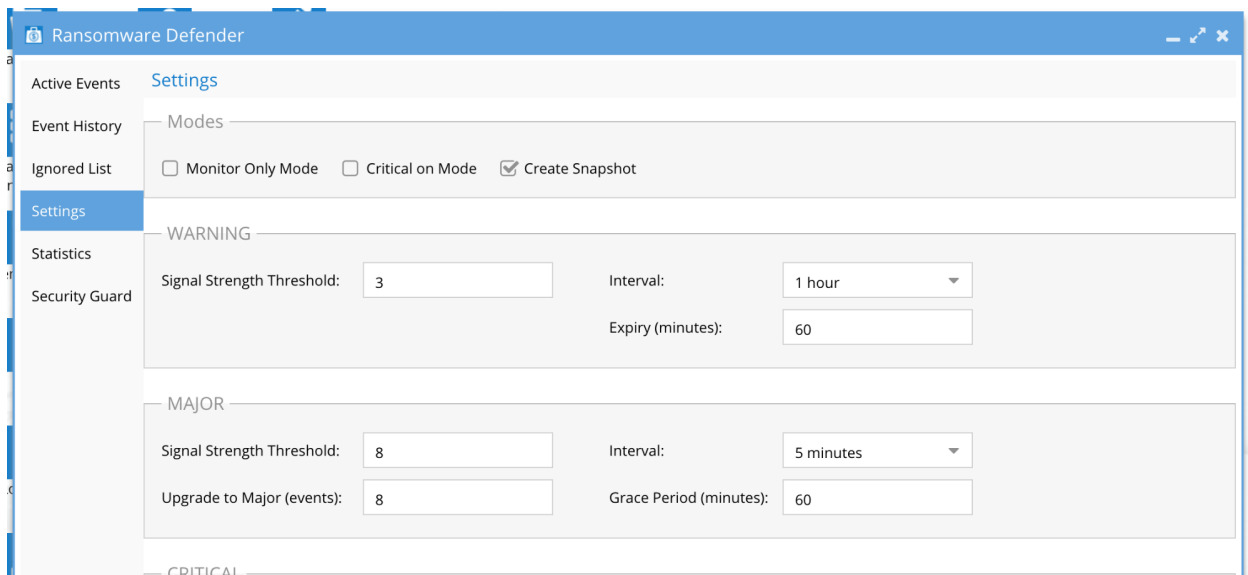 Ransomware Defender
Active Events
Event History
Ignored List
Settings
Statistics
Security Guard
Settings
Modes
Monitor Only Mode Critical on Mode Create Snapshot
WARNING
Signal Strength Threshold: 3 Interval: 1 hour
Expiry (minutes): 60
MAJOR
Signal Strength Threshold: 8 Interval: 5 minutes
Upgrade to Major (events): 8 Grace Period (minutes): 60
CRITICAL